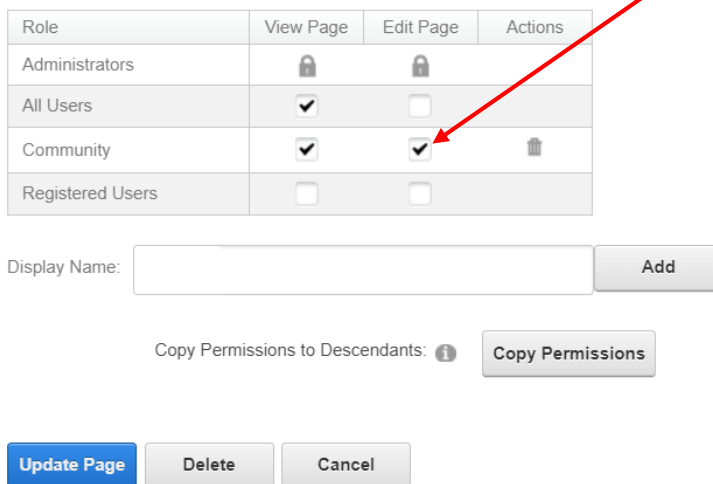 Role View Page Edit Page Actions
Administrators
All Users
Community
Registered Users
Display Name: Add
Copy Permissions to Descendants: Copy Permissions
Update Page Delete Cancel